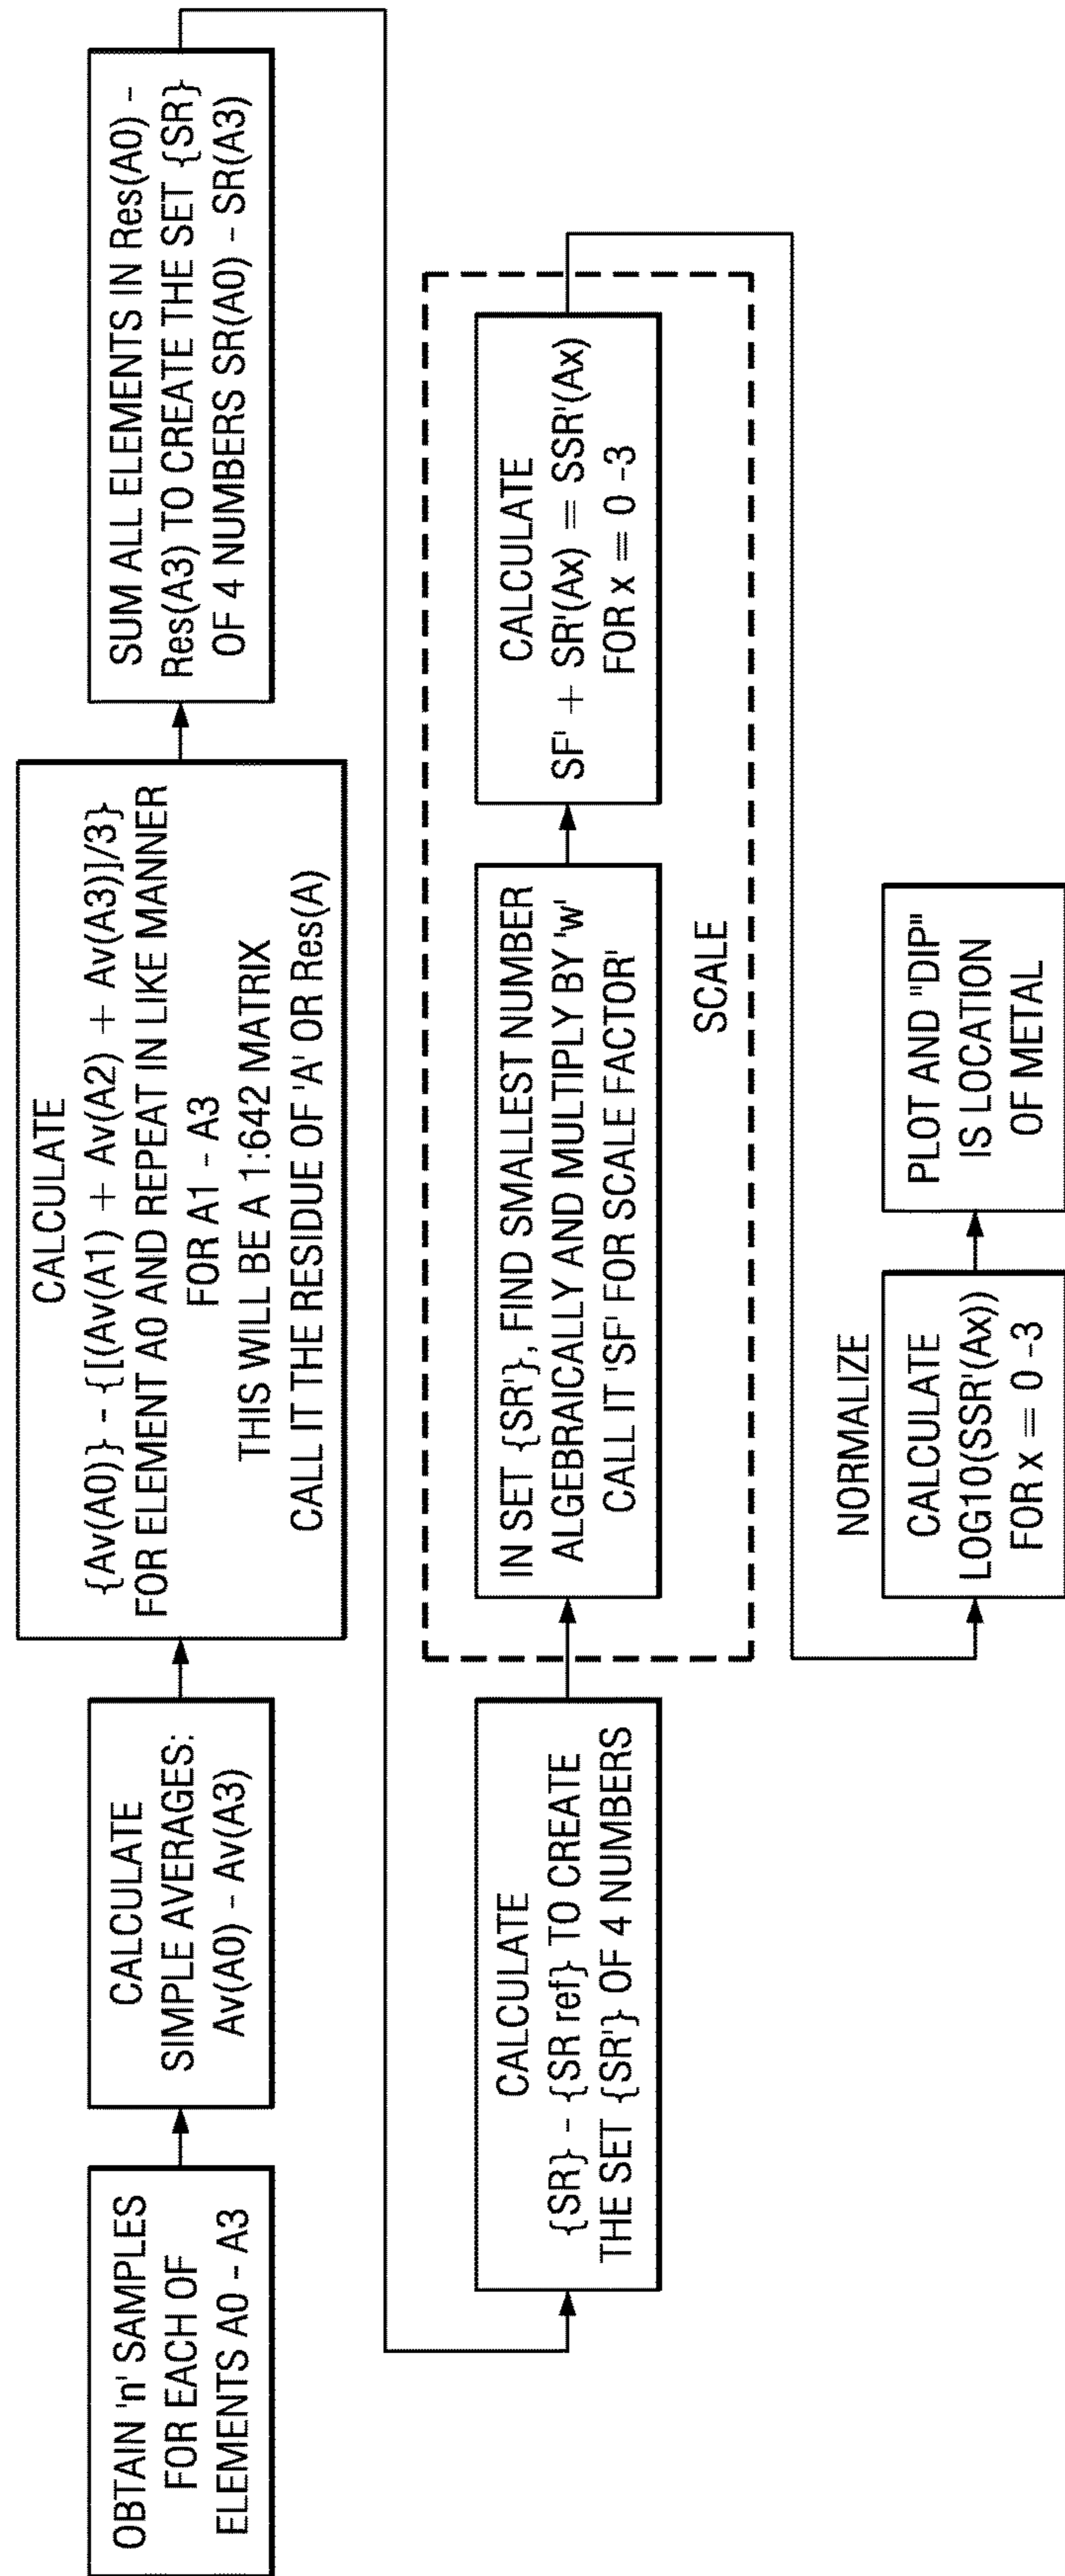 OBTAIN 'n' SAMPLES
FOR EACH OF
ELEMENTS A0 - A3
CALCULATE
SIMPLE AVERAGES:
Av(A0) - Av(A3)
CALCULATE
{Av(A0)} - {[(Av(A1) + Av(A2) + Av(A3)]/3}
FOR ELEMENT A0 AND REPEAT IN LIKE MANNER
FOR A1 - A3
THIS WILL BE A 1:642 MATRIX
CALL IT THE RESIDUE OF 'A' OR Res(A)
SUM ALL ELEMENTS IN Res(A0) -
Res(A3) TO CREATE THE SET {SR}
OF 4 NUMBERS SR(A0) - SR(A3)
CALCULATE
{SR} - {SR ref} TO CREATE
THE SET {SR'} OF 4 NUMBERS
IN SET {SR'}, FIND SMALLEST NUMBER
ALGEBRAICALLY AND MULTIPLY BY 'w'
CALL IT 'SF' FOR SCALE FACTOR'
CALCULATE
SF' + SR'(Ax) = SSR'(Ax)
FOR x = 0 -3
SCALE
NORMALIZE
CALCULATE
LOG10(SSR'(Ax))
FOR x = 0 -3
PLOT AND "DIP"
IS LOCATION
OF METAL